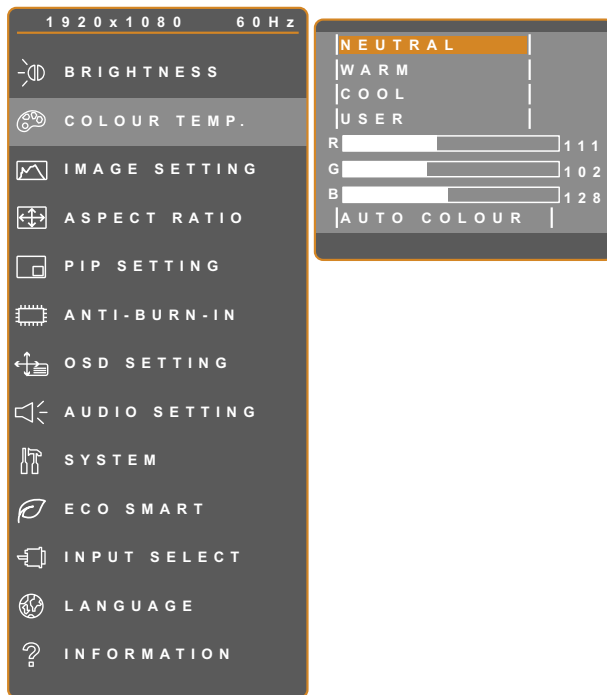 1920x1080 60Hz
BRIGHTNESS
COLOUR TEMP.
IMAGE SETTING
ASPECT RATIO
PIP SETTING
ANTI-BURN-IN
OSD SETTING
AUDIO SETTING
SYSTEM
ECO SMART
INPUT SELECT
LANGUAGE
INFORMATION
NEUTRAL
WARM
COOL
USER
R 111
G 102
B 128
AUTO COLOUR